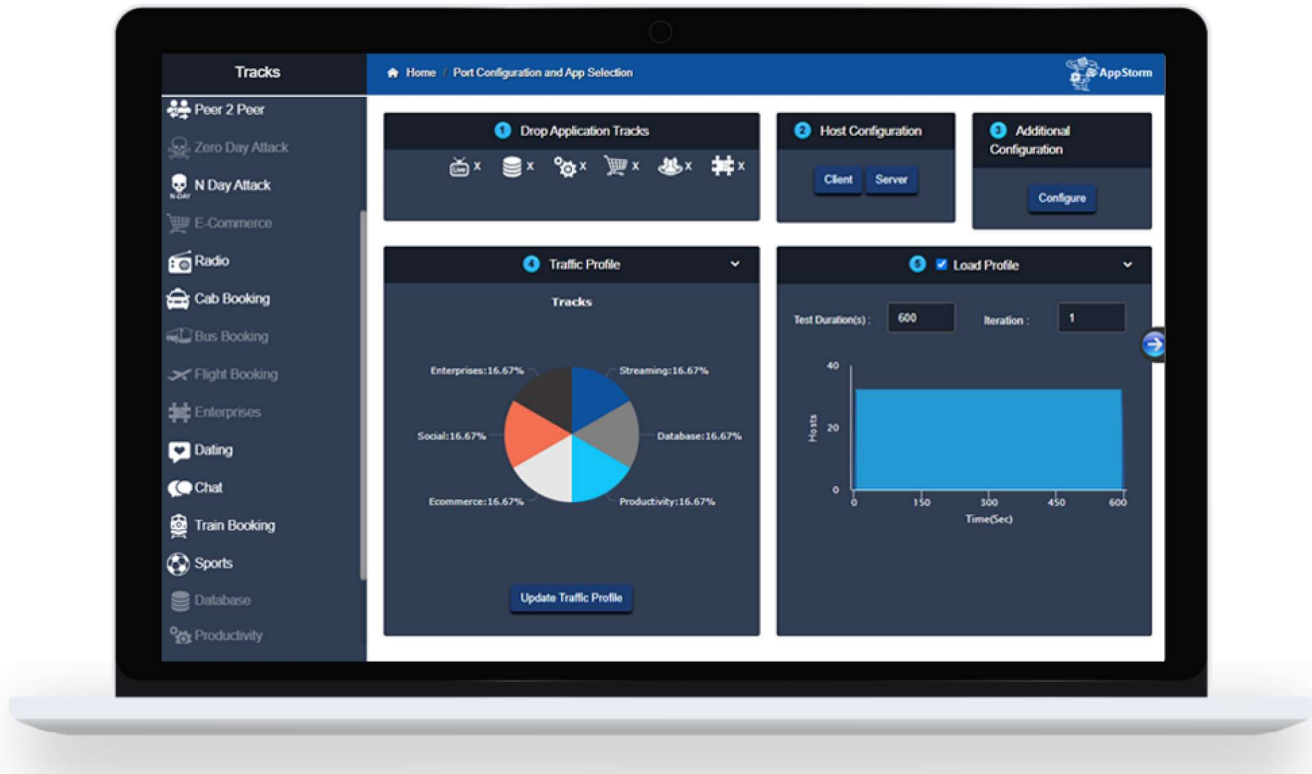 Tracks
Home / Port Configuration and App Selection
AppStorm
Peer 2 Peer
Zero Day Attack
N-DAY
N Day Attack
E-Commerce
Radio
Cab Booking
Bus Booking
Flight Booking
Enterprises
Dating
Chat
Train Booking
Sports
Database
Productivity
1 Drop Application Tracks
Live x x x x x x
2 Host Configuration
Client Server
3 Additional
Configuration
Configure
4 Traffic Profile
Tracks
Enterprises:16.67%
Streaming:16.67%
Social:16.67%
Database:16.67%
Ecommerce:16.67%
Productivity:16.67%
Update Traffic Profile
5 Load Profile
Test Duration(s) : 600 Iteration : 1
40
20
0
Hosts
0 150 300 450 600
Time(Sec)